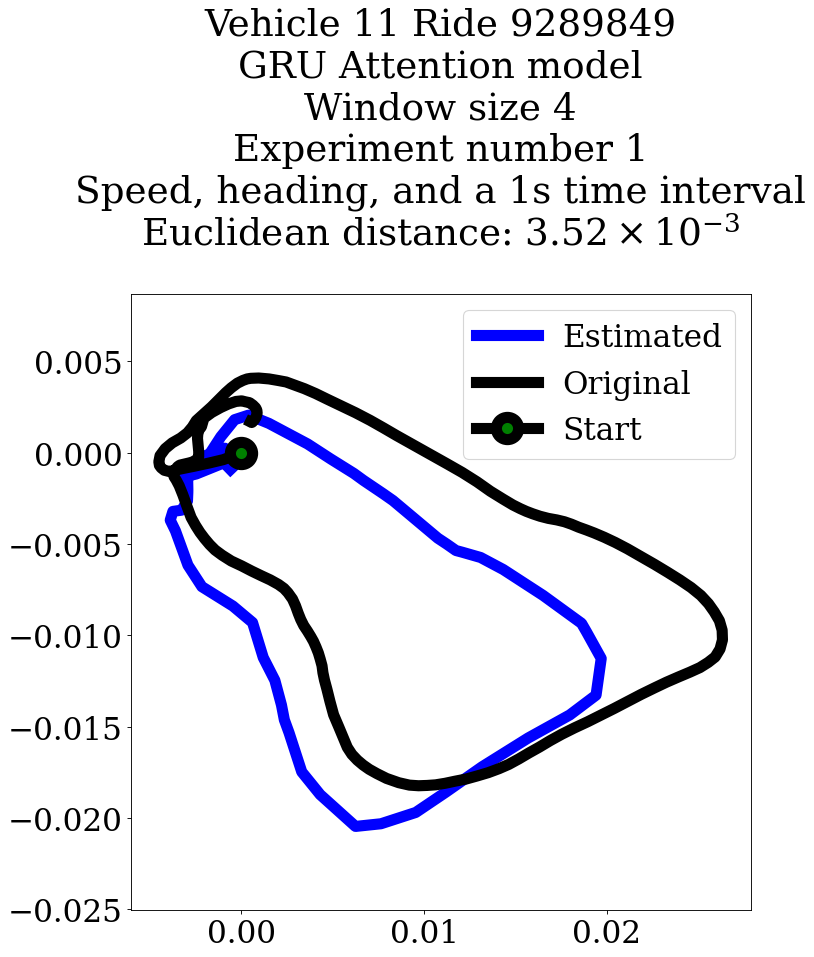 Vehicle 11 Ride 9289849
GRU Attention model
Window size 4
Experiment number 1
Speed, heading, and a 1s time interval
Euclidean distance: 3.52 × 10⁻³
Estimated
Original
Start
0.005
0.000
−0.005
−0.010
−0.015
−0.020
−0.025
0.00 0.01 0.02